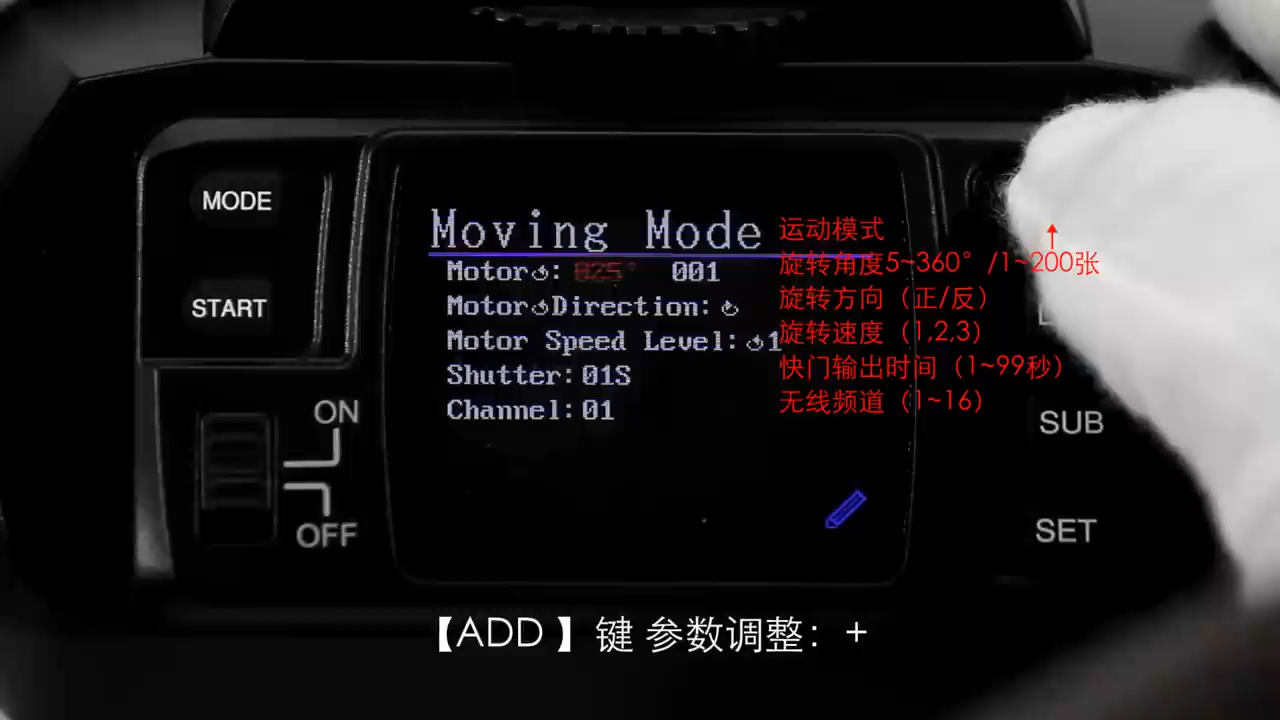 MODE
START
ON
OFF
Moving Mode
Motor: 025° 001
Motor Direction:
Motor Speed Level: 1
Shutter: 01S
Channel: 01
运动模式
旋转角度5~360° /1~200张
旋转方向（正/反）
旋转速度（1,2,3）
快门输出时间（1~99秒）
无线频道（1~16）
SUB
SET
【ADD 】键 参数调整： +